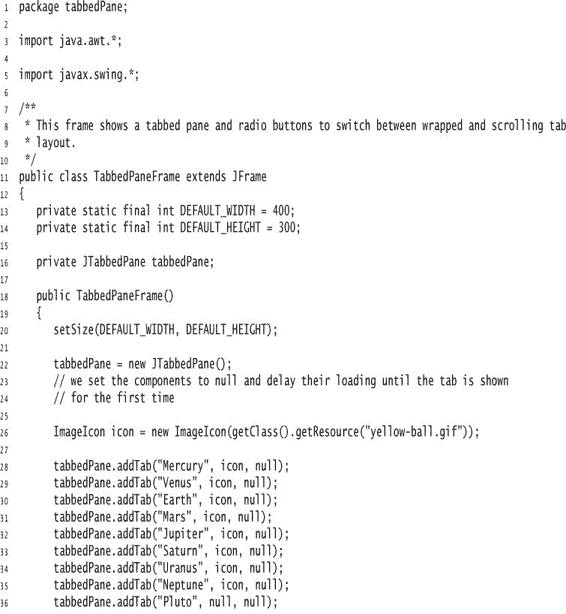 1 package tabbedPane;
2
3 import java.awt.*;
4
5 import javax.swing.*;
6
7 /**
8  * This frame shows a tabbed pane and radio buttons to switch between wrapped and scrolling tab
9  * layout.
10  */
11 public class TabbedPaneFrame extends JFrame
12 {
13    private static final int DEFAULT_WIDTH = 400;
14    private static final int DEFAULT_HEIGHT = 300;
15
16    private JTabbedPane tabbedPane;
17
18    public TabbedPaneFrame()
19    {
20       setSize(DEFAULT_WIDTH, DEFAULT_HEIGHT);
21
22       tabbedPane = new JTabbedPane();
23       // we set the components to null and delay their loading until the tab is shown
24       // for the first time
25
26       ImageIcon icon = new ImageIcon(getClass().getResource("yellow-ball.gif"));
27
28       tabbedPane.addTab("Mercury", icon, null);
29       tabbedPane.addTab("Venus", icon, null);
30       tabbedPane.addTab("Earth", icon, null);
31       tabbedPane.addTab("Mars", icon, null);
32       tabbedPane.addTab("Jupiter", icon, null);
33       tabbedPane.addTab("Saturn", icon, null);
34       tabbedPane.addTab("Uranus", icon, null);
35       tabbedPane.addTab("Neptune", icon, null);
36       tabbedPane.addTab("Pluto", null, null);